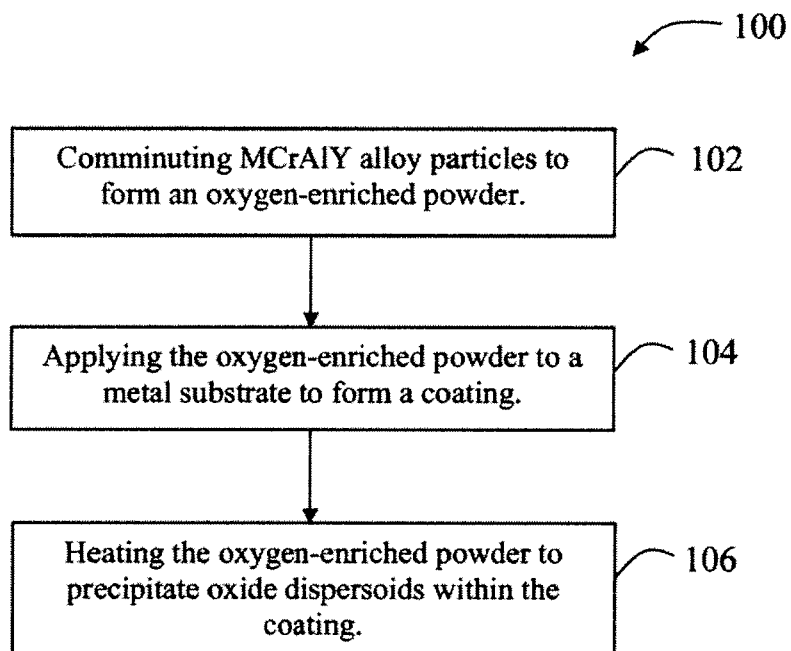 100
Comminuting MCrAlY alloy particles to
form an oxygen-enriched powder.
102
Applying the oxygen-enriched powder to a
metal substrate to form a coating.
104
Heating the oxygen-enriched powder to
precipitate oxide dispersoids within the
coating.
106